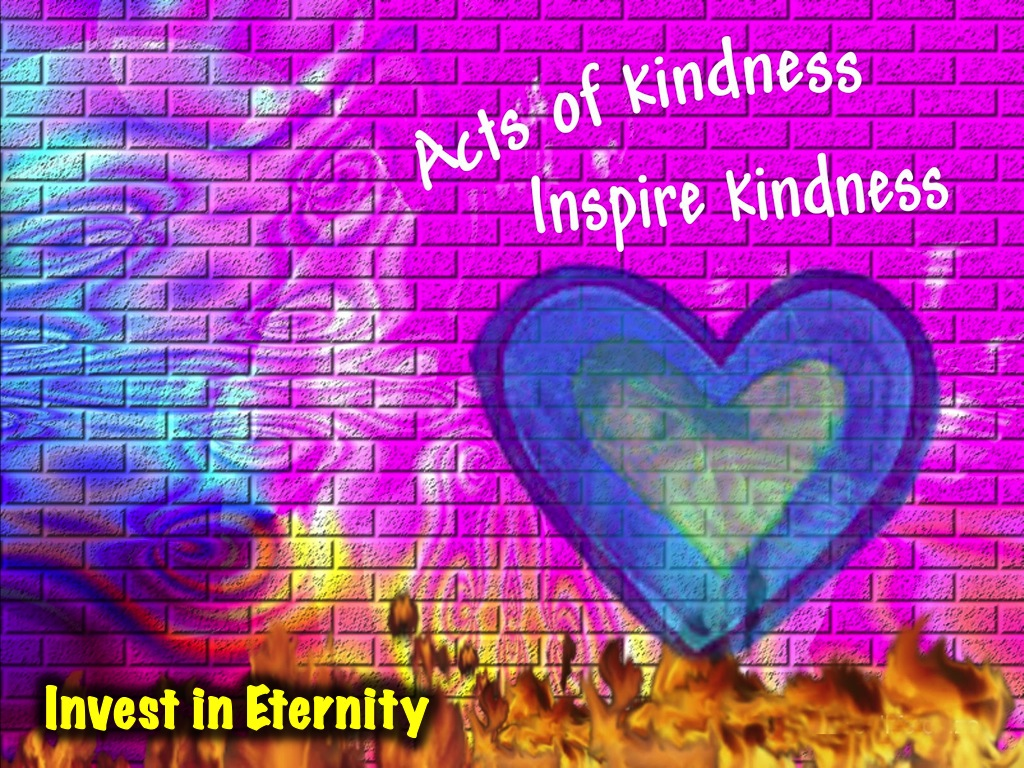 Acts of Kindness
Inspire Kindness
Invest in Eternity